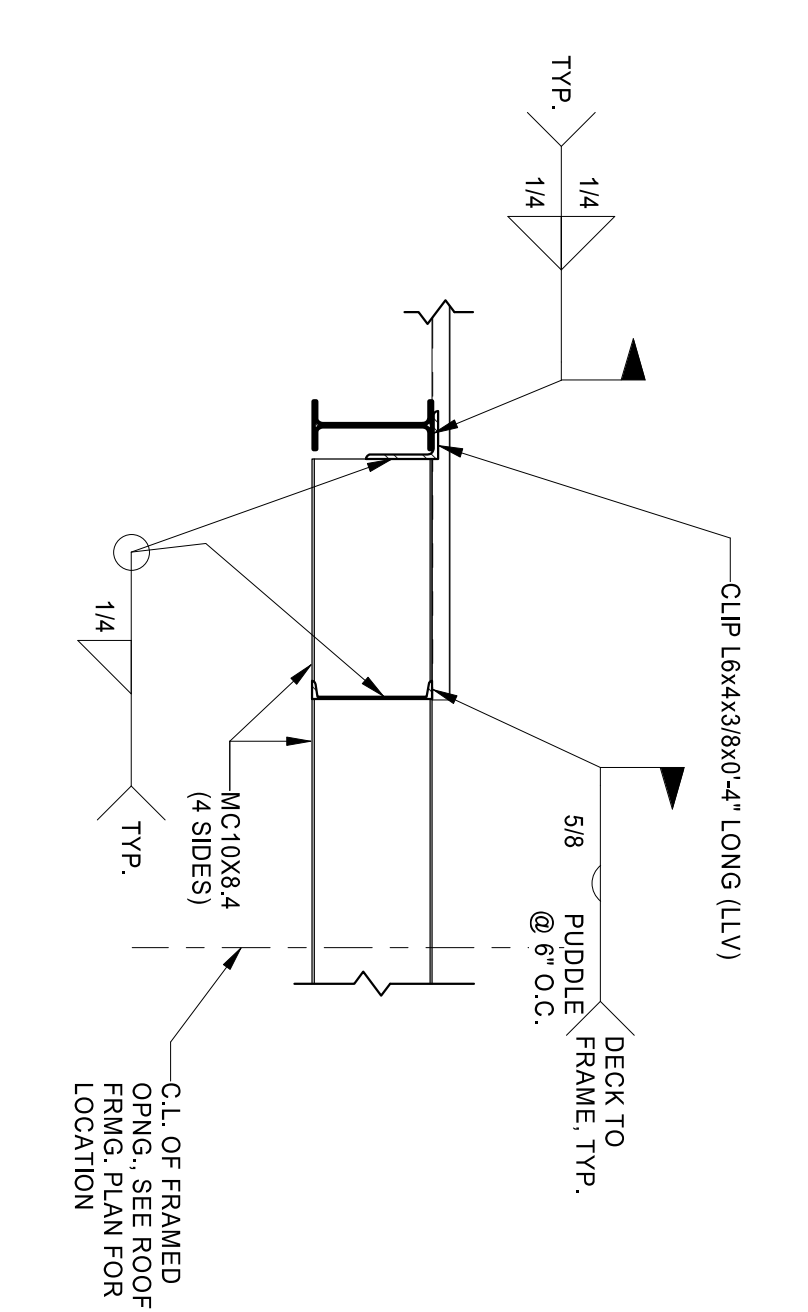 TYP.
1/4
1/4
CLIP L6x4x3/8x0'-4" LONG (LLV)
5/8
PUDDLE
@ 6" O.C.
DECK TO
FRAME, TYP.
1/4
TYP.
MC10X8.4
(4 SIDES)
C.L. OF FRAMED
OPNG., SEE ROOF
FRMG. PLAN FOR
LOCATION